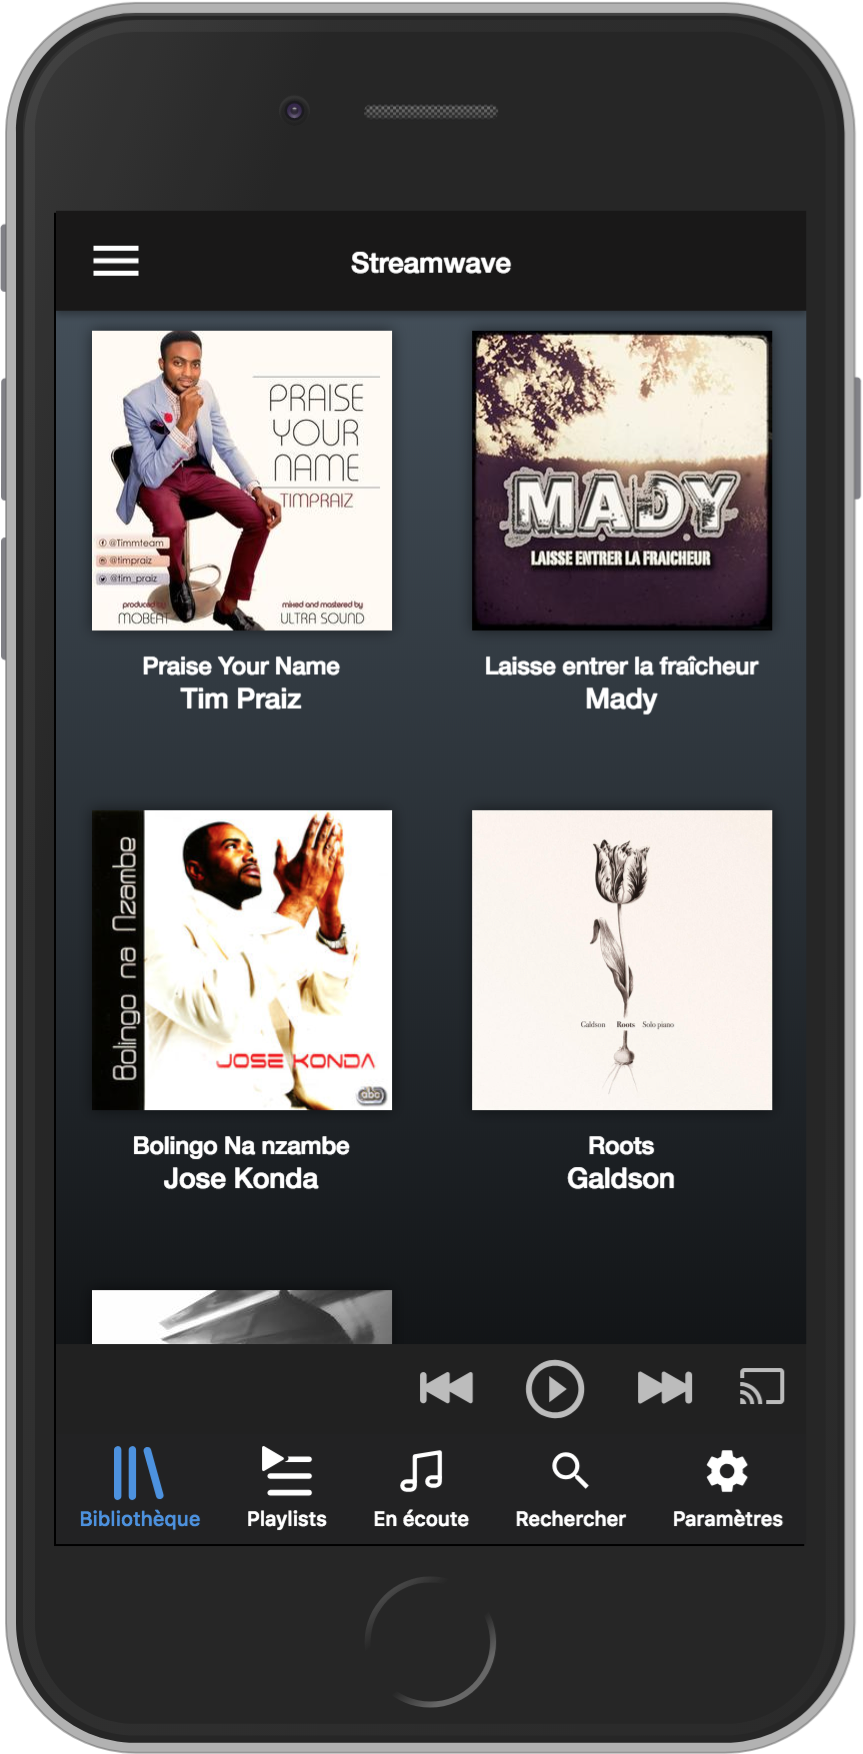 Streamwave
PRAISE
YOUR
NAME
TIMPRAIZ
@Timmteam
@timpraiz
@tim_praiz
produced by
MOBEAT
mixed and mastered by
ULTRA SOUND
MADY
LAISSE ENTRER LA FRAICHEUR
Praise Your Name
Tim Praiz
Laisse entrer la fraîcheur
Mady
Bolingo na Nzambe
JOSE KONDA
abc
Galdson Roots Solo piano
Bolingo Na nzambe
Jose Konda
Roots
Galdson
Bibliothèque
Playlists
En écoute
Rechercher
Paramètres